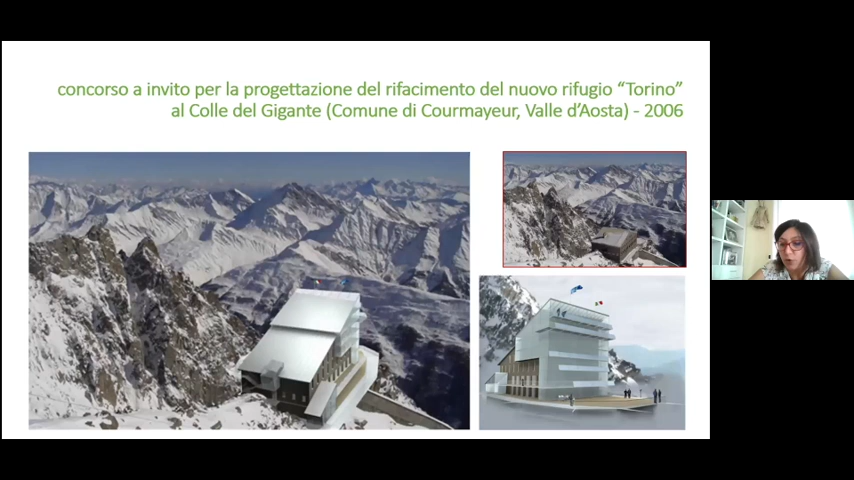 concorso a invito per la progettazione del rifacimento del nuovo rifugio “Torino”
al Colle del Gigante (Comune di Courmayeur, Valle d’Aosta) - 2006